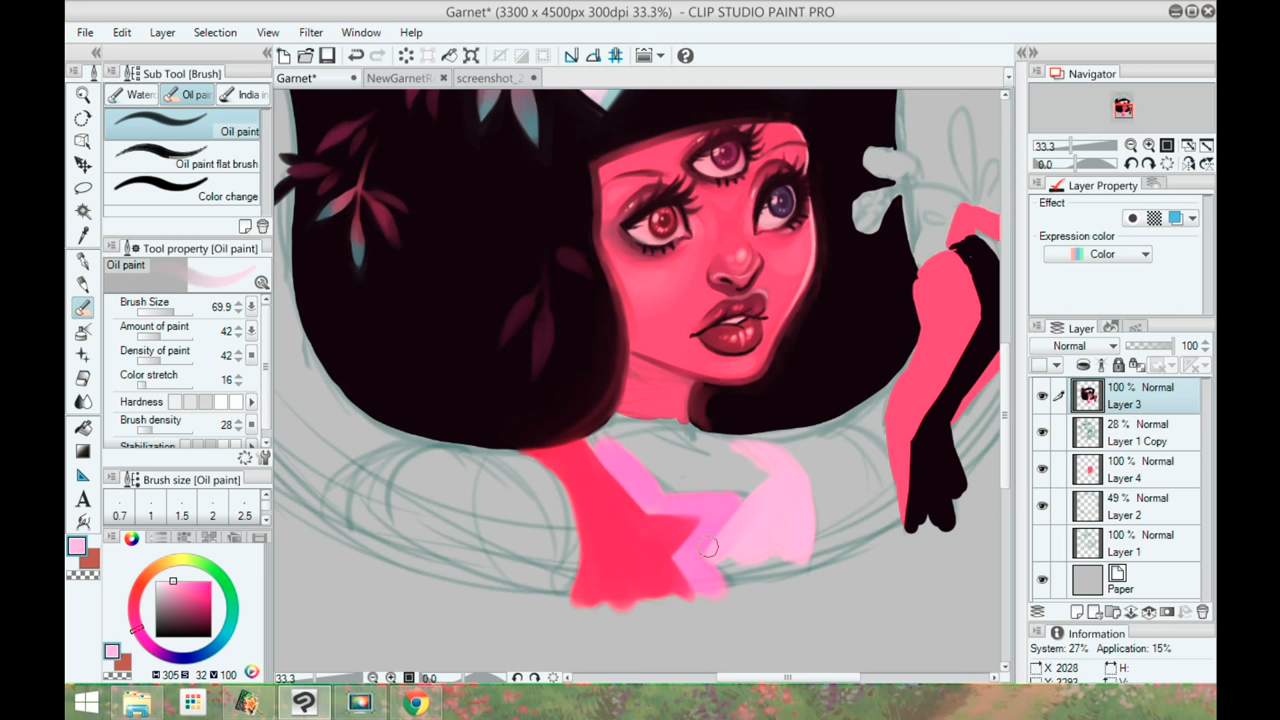 Garnet* (3300 x 4500px 300dpi 33.3%) - CLIP STUDIO PAINT PRO
File Edit Layer Selection View Filter Window Help
Sub Tool [Brush]
Waterc Oil pai India in
Oil paint
Oil paint flat brush
Color change
Tool property [Oil paint]
Oil paint
Brush Size 69.9
Amount of paint 42
Density of paint 42
Color stretch 16
Hardness
Brush density 28
Stabilization
Brush size [Oil paint]
0.7 1 1.5 2 2.5
H 305 S 32 V 100
Garnet* NewGarnetR screenshot_2
33.3 0.0
Navigator
33.3
0.0
Layer Property
Effect
Expression color
Color
Layer
Normal 100
100 % Normal
Layer 3
28 % Normal
Layer 1 Copy
100 % Normal
Layer 4
49 % Normal
Layer 2
100 % Normal
Layer 1
Paper
Information
System: 27% Application: 15%
X 2028 H: